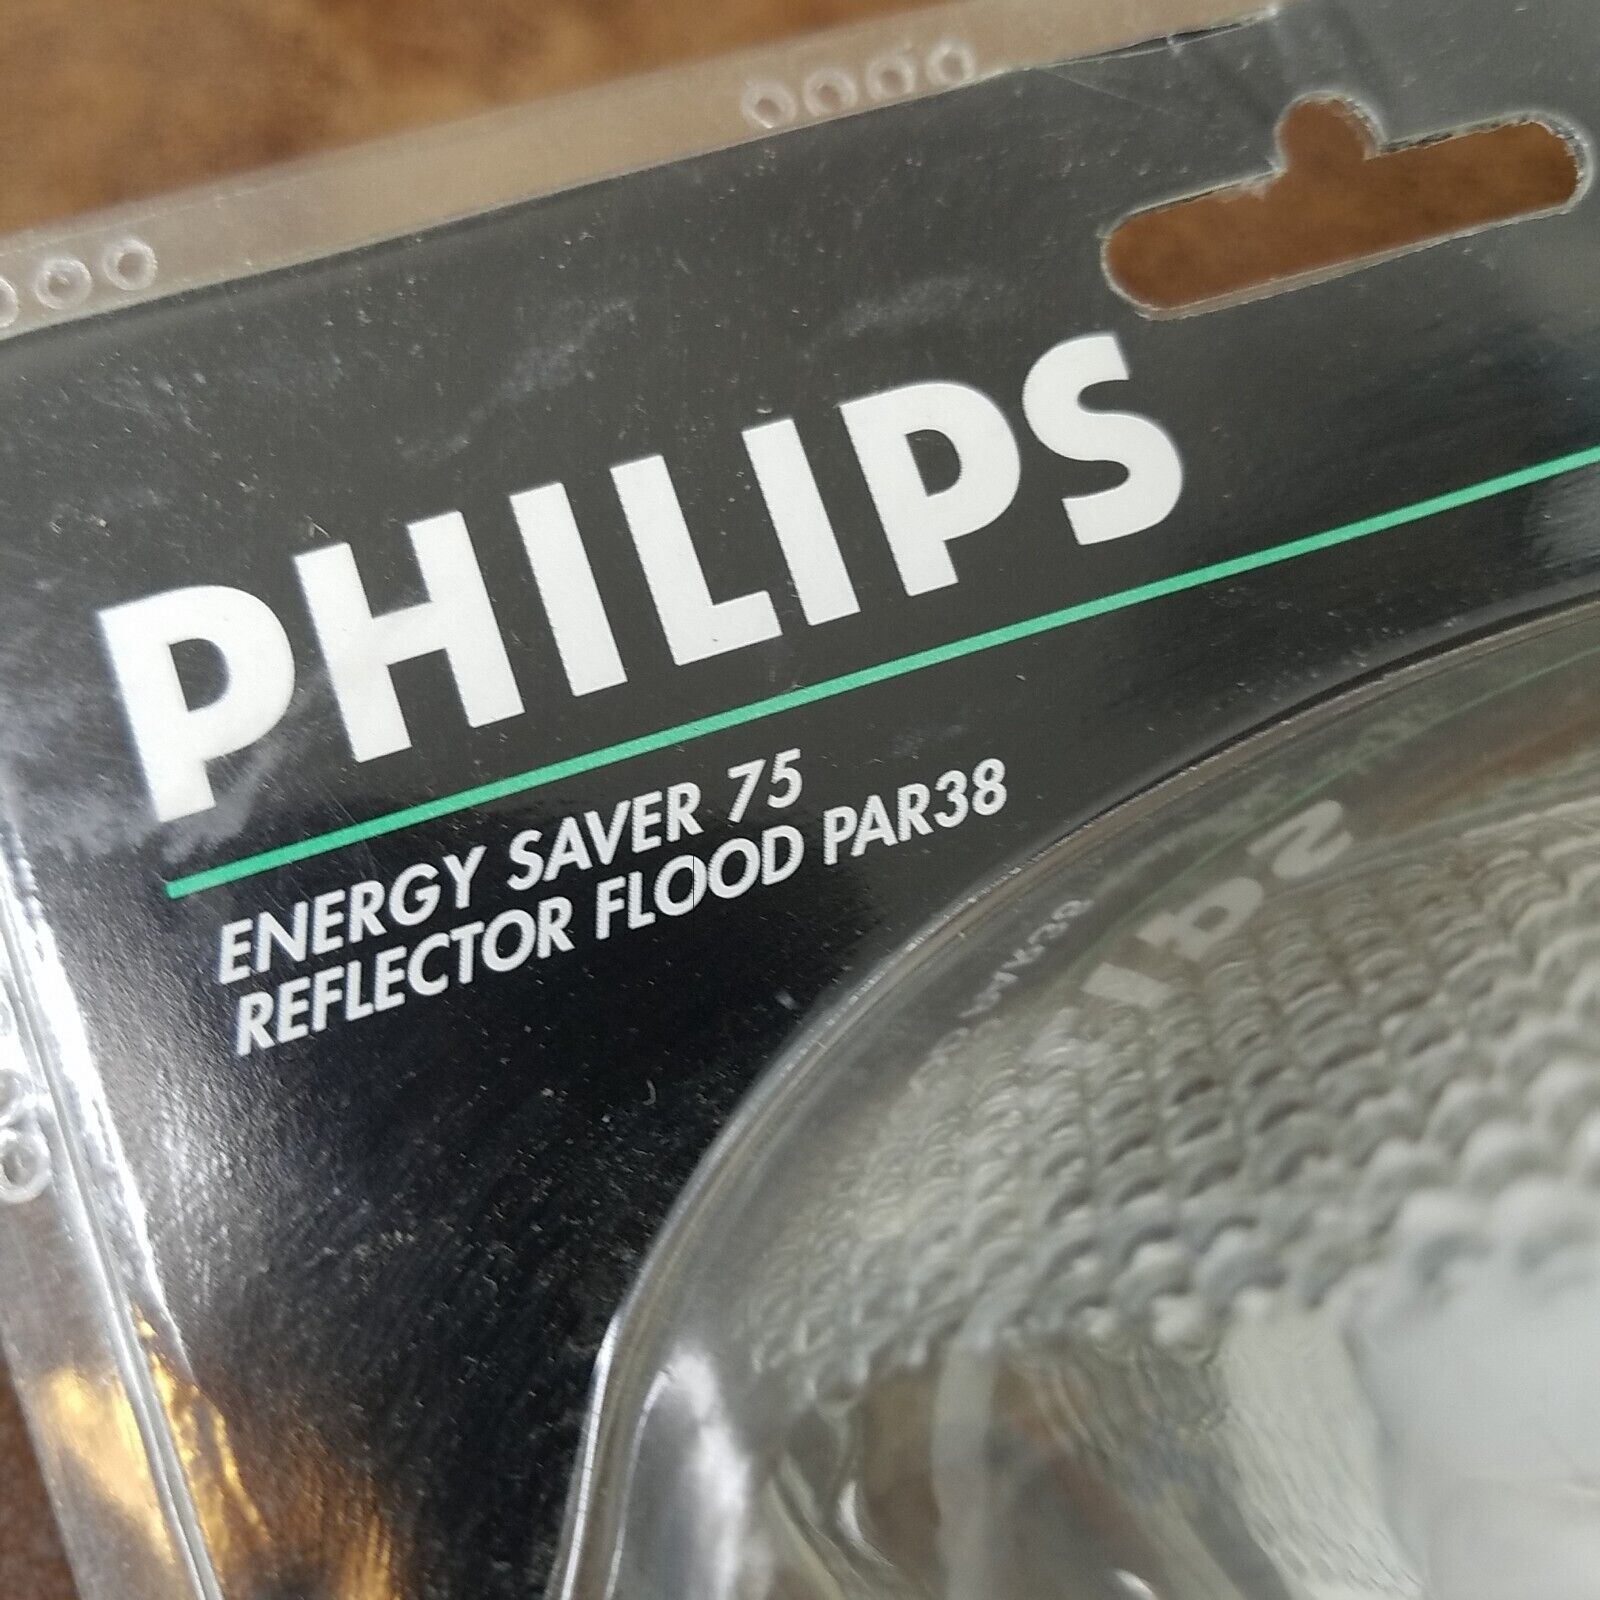 PHILIPS
ENERGY SAVER 75
REFLECTOR FLOOD PAR38